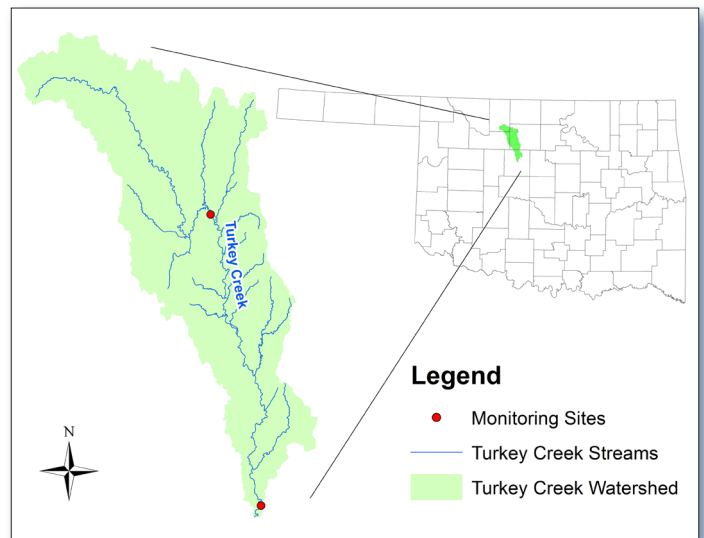 Turkey Creek
Legend
Monitoring Sites
Turkey Creek Streams
Turkey Creek Watershed
N